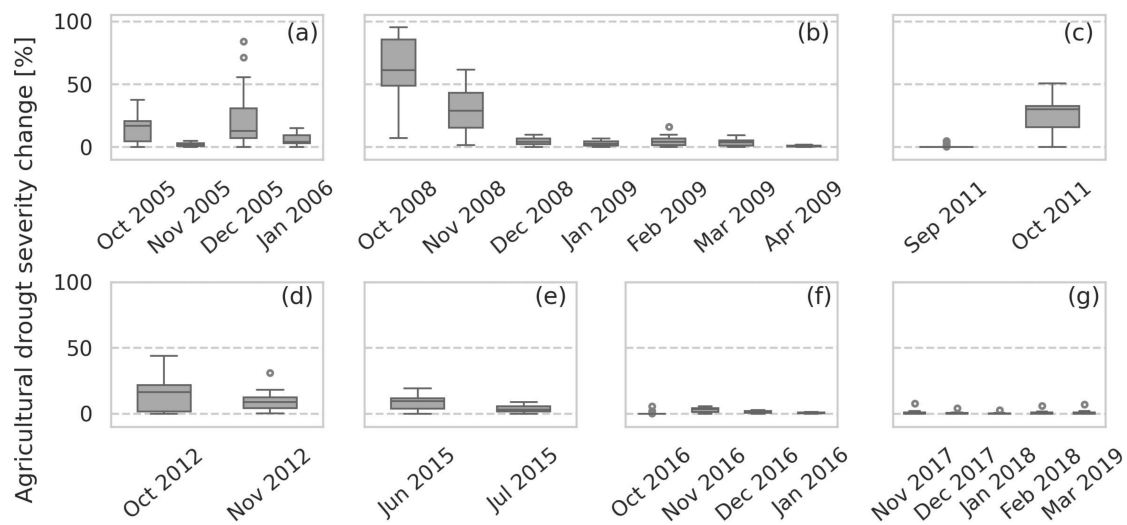 Agricultural drougt severity change [%]
100
50
0
(a)
(b)
(c)
Oct 2005
Nov 2005
Dec 2005
Jan 2006
Oct 2008
Nov 2008
Dec 2008
Jan 2009
Feb 2009
Mar 2009
Apr 2009
Sep 2011
Oct 2011
100
50
0
(d)
(e)
(f)
(g)
Oct 2012
Nov 2012
Jun 2015
Jul 2015
Oct 2016
Nov 2016
Dec 2016
Jan 2016
Nov 2017
Dec 2017
Jan 2018
Feb 2018
Mar 2019